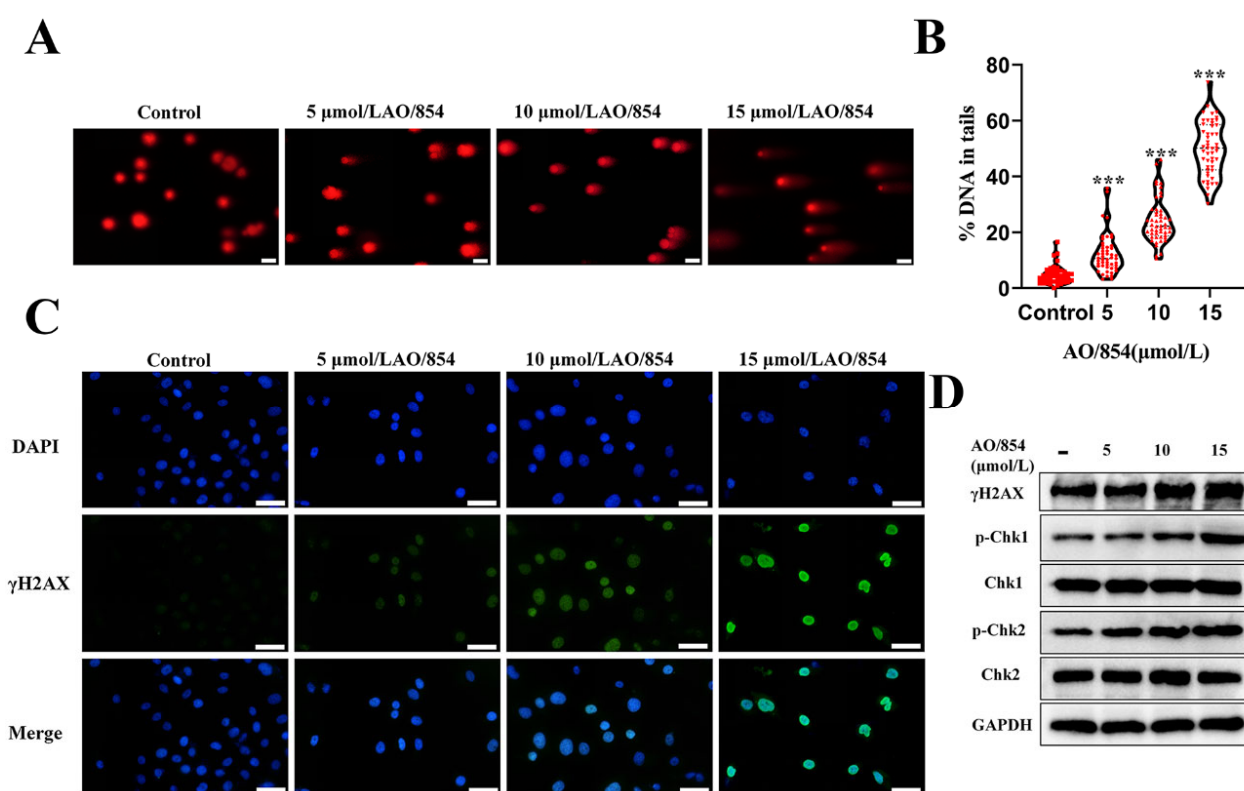 A
Control
5 μmol/LAO/854
10 μmol/LAO/854
15 μmol/LAO/854
B
80
60
40
20
0
% DNA in tails
***
***
***
Control 5 10 15
AO/854(μmol/L)
C
Control
5 μmol/LAO/854
10 μmol/LAO/854
15 μmol/LAO/854
DAPI
γH2AX
Merge
D
AO/854
(μmol/L)
- 5 10 15
γH2AX
p-Chk1
Chk1
p-Chk2
Chk2
GAPDH